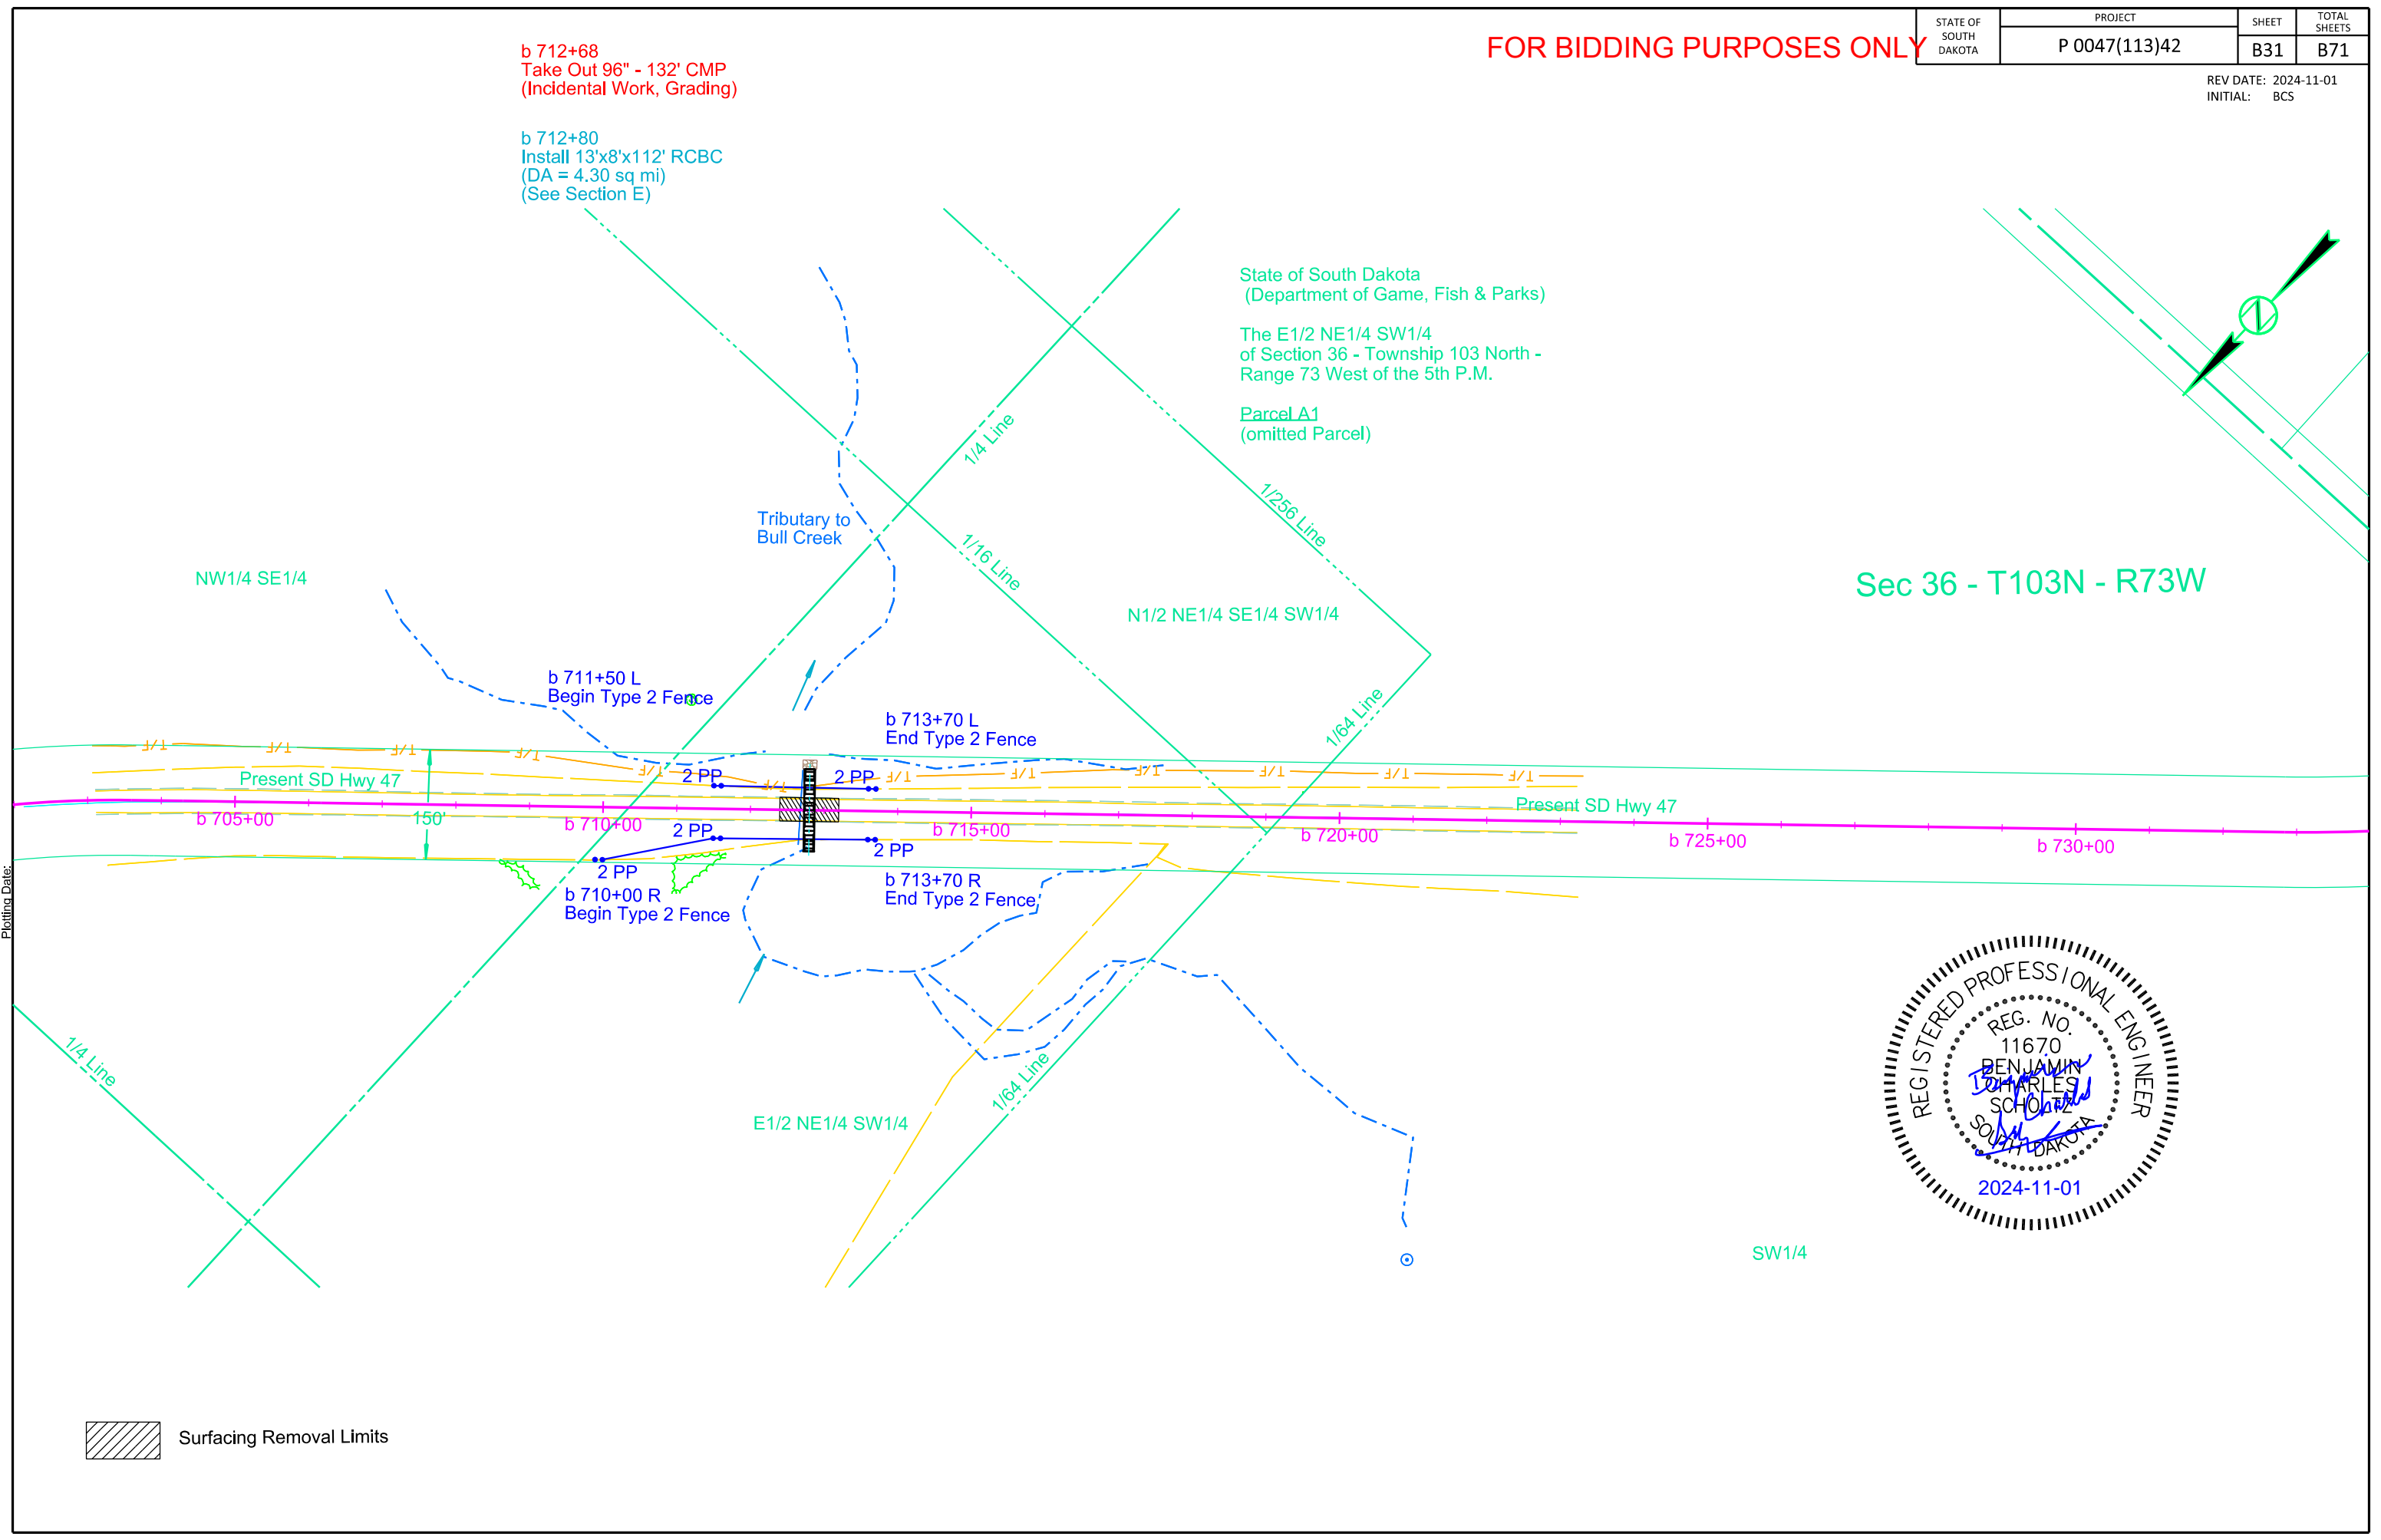 FOR BIDDING PURPOSES ONLY
STATE OF
SOUTH
DAKOTA
PROJECT
P 0047(113)42
SHEET
B31
TOTAL
SHEETS
B71
REV DATE: 2024-11-01
INITIAL: BCS
b 712+68
Take Out 96" - 132' CMP
(Incidental Work, Grading)
b 712+80
Install 13'x8'x112' RCBC
(DA = 4.30 sq mi)
(See Section E)
State of South Dakota
(Department of Game, Fish & Parks)
The E1/2 NE1/4 SW1/4
of Section 36 - Township 103 North -
Range 73 West of the 5th P.M.
Parcel A1
(omitted Parcel)
N
1/4 Line
1/256 Line
Tributary to
Bull Creek
1/16 Line
NW1/4 SE1/4
Sec 36 - T103N - R73W
N1/2 NE1/4 SE1/4 SW1/4
b 711+50 L
Begin Type 2 Fence
b 713+70 L
End Type 2 Fence
1/64 Line
T/F
T/F
T/F
T/F
T/F
T/F
T/F
T/F
T/F
T/F
T/F
T/F
2 PP
2 PP
Present SD Hwy 47
Present SD Hwy 47
b 705+00
150'
b 710+00
b 715+00
b 720+00
b 725+00
b 730+00
2 PP
2 PP
2 PP
b 710+00 R
Begin Type 2 Fence
b 713+70 R
End Type 2 Fence
Plotting Date:
1/4 Line
1/64 Line
E1/2 NE1/4 SW1/4
REGISTERED PROFESSIONAL ENGINEER
REG. NO.
11670
BENJAMIN
CHARLES
SCHOLTZ
SOUTH DAKOTA
2024-11-01
SW1/4
Surfacing Removal Limits